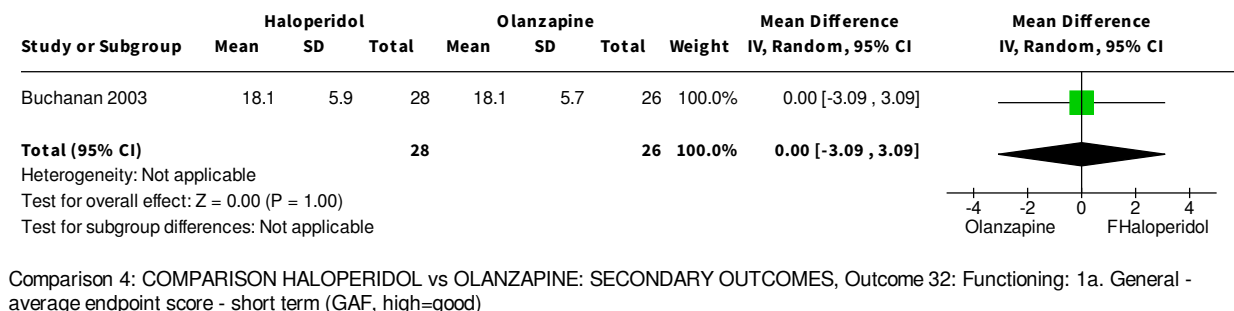 Haloperidol Olanzapine Mean Difference Mean Difference
Study or Subgroup Mean SD Total Mean SD Total Weight IV, Random, 95% CI IV, Random, 95% CI
Buchanan 2003 18.1 5.9 28 18.1 5.7 26 100.0% 0.00 [-3.09 , 3.09]
Total (95% CI) 28 26 100.0% 0.00 [-3.09 , 3.09]
Heterogeneity: Not applicable
Test for overall effect: Z = 0.00 (P = 1.00)
Test for subgroup differences: Not applicable
-4 -2 0 2 4
Olanzapine FHaloperidol
Comparison 4: COMPARISON HALOPERIDOL vs OLANZAPINE: SECONDARY OUTCOMES, Outcome 32: Functioning: 1a. General -
average endpoint score - short term (GAF, high=good)